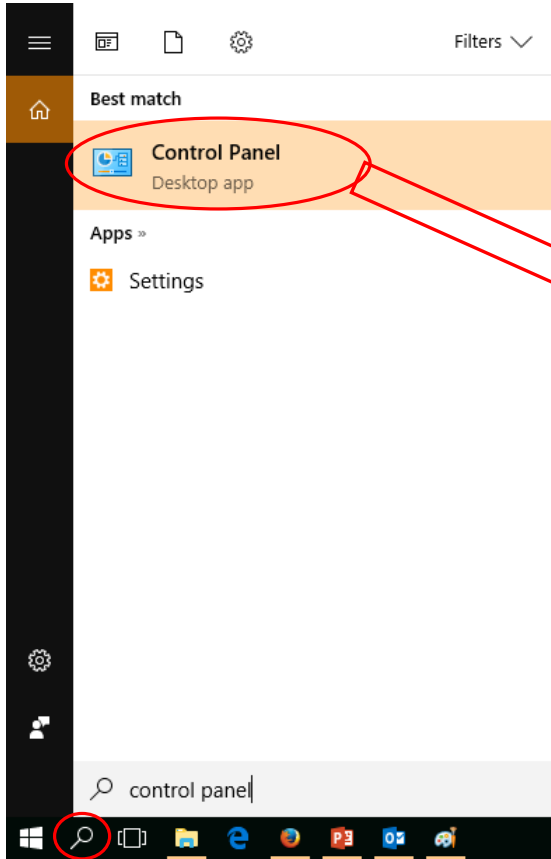 Filters
Best match
Control Panel
Desktop app
Apps »
Settings
control panel